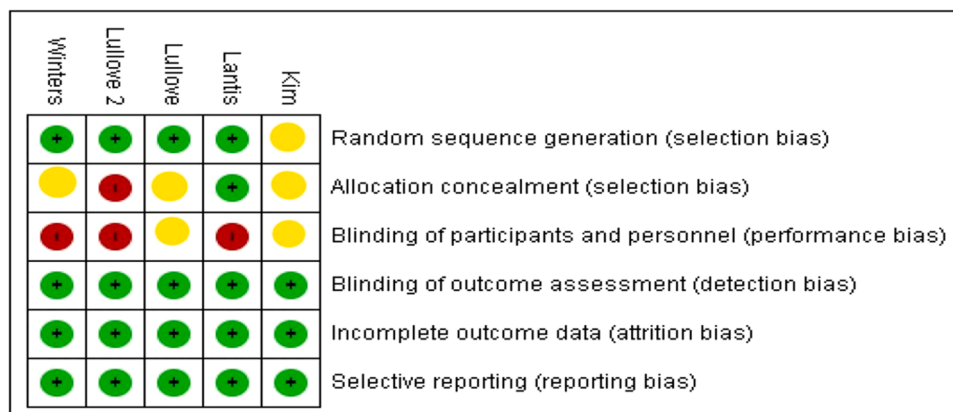 Winters
Lullove 2
Lullove
Lantis
Kim
+ + + + Random sequence generation (selection bias)
- + Allocation concealment (selection bias)
- - - Blinding of participants and personnel (performance bias)
+ + + + + Blinding of outcome assessment (detection bias)
+ + + + + Incomplete outcome data (attrition bias)
+ + + + + Selective reporting (reporting bias)